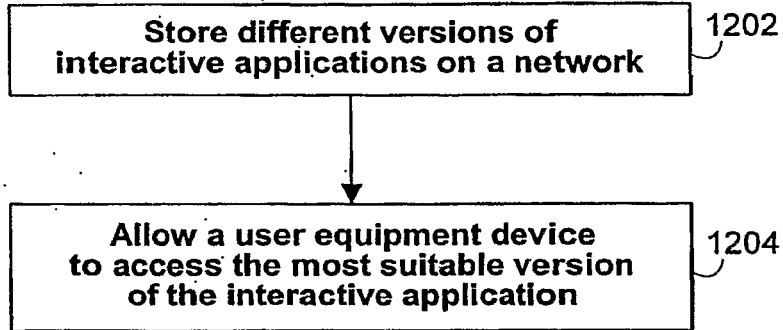 Store different versions of
interactive applications on a network
1202
Allow a user equipment device
to access the most suitable version
of the interactive application
1204